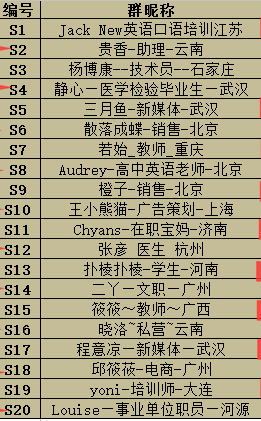 编号 群昵称
S1 Jack New英语口语培训江苏
S2 贵香-助理-云南
S3 杨博康--技术员--石家庄
S4 静心-医学检验毕业生-武汉
S5 三月鱼-新媒体-武汉
S6 散落成蝶-销售-北京
S7 若始_教师_重庆
S8 Audrey-高中英语老师-北京
S9 橙子-销售-北京
S10 王小熊猫-广告策划-上海
S11 Chyans-在职宝妈-济南
S12 张彦 医生 杭州
S13 扑棱扑棱-学生-河南
S14 二丫-文职-广州
S15 筱筱~教师~广西
S16 晓洛~私营~云南
S17 程意凉-新媒体-武汉
S18 邱筱莜-电商-广州
S19 yoni-培训师-大连
S20 Louise-事业单位职员-河源